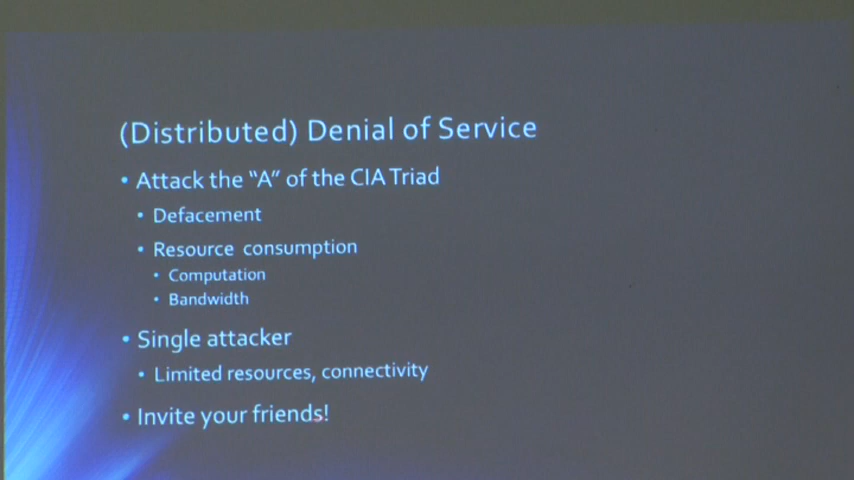 (Distributed) Denial of Service
• Attack the “A” of the CIA Triad
• Defacement
• Resource consumption
• Computation
• Bandwidth
• Single attacker
• Limited resources, connectivity
• Invite your friends!